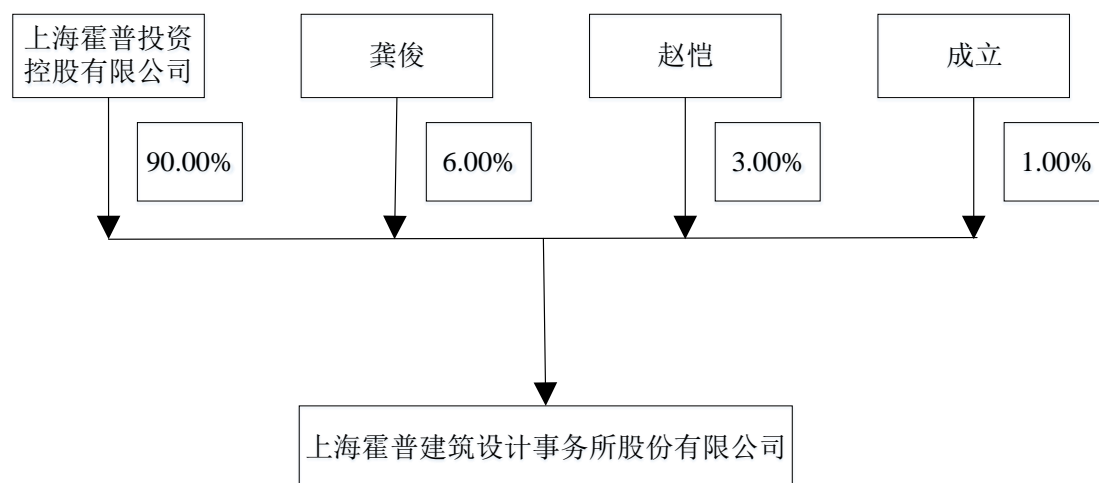 上海霍普投资
控股有限公司
龚俊
赵恺
成立
90.00%
6.00%
3.00%
1.00%
上海霍普建筑设计事务所股份有限公司